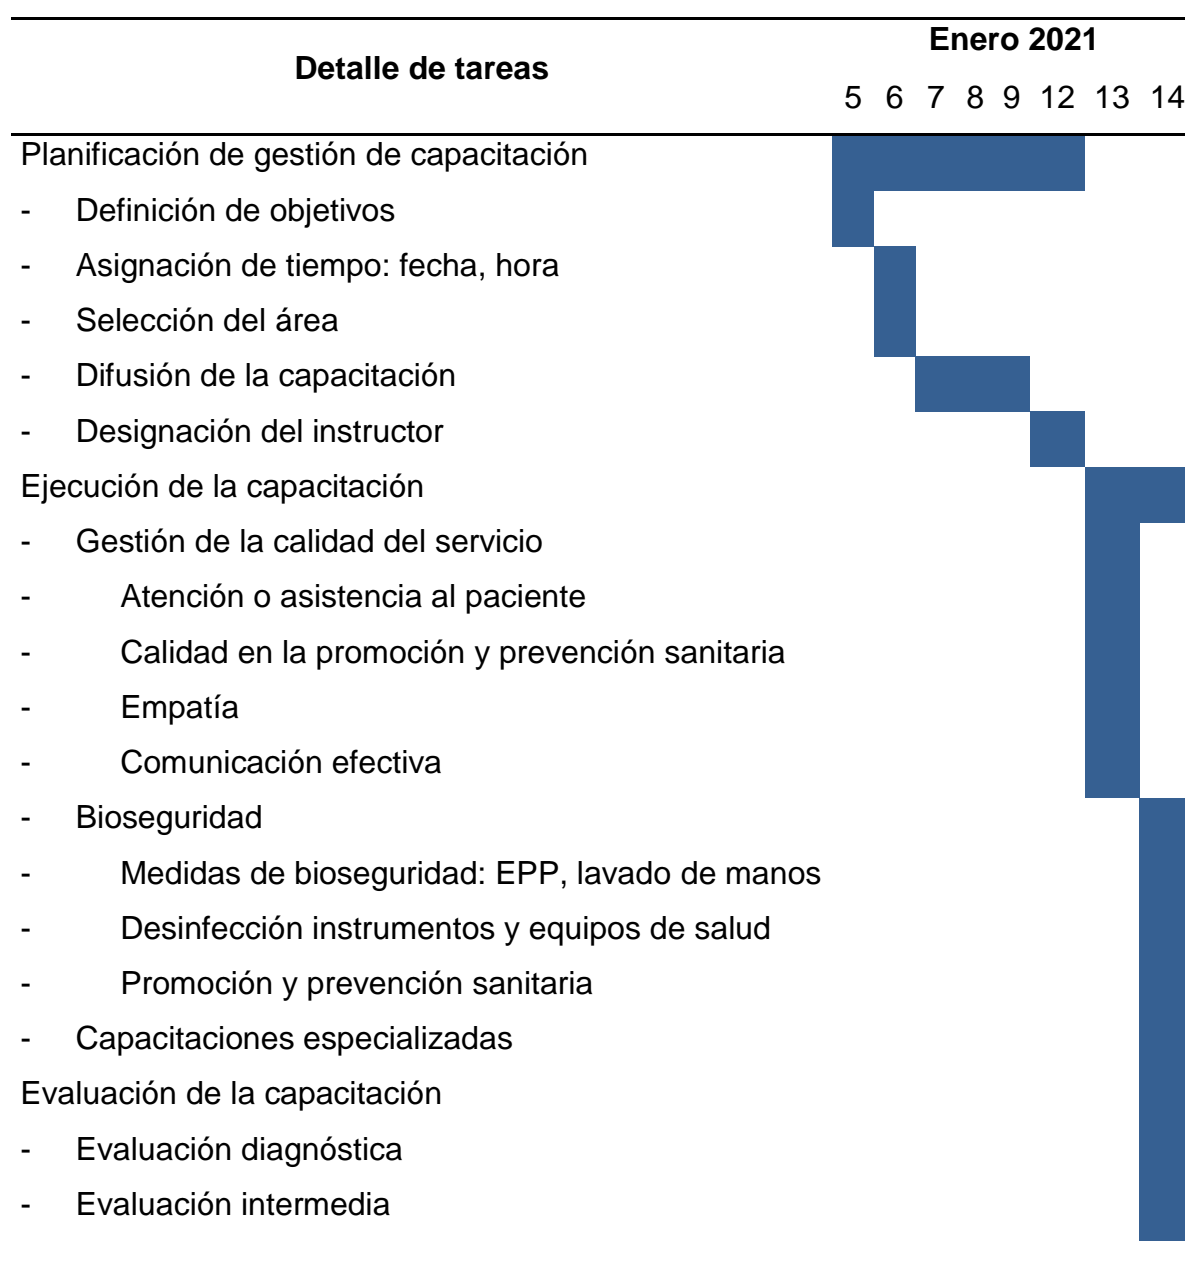 Detalle de tareas
Enero 2021
5 6 7 8 9 12 13 14
Planificación de gestión de capacitación
- Definición de objetivos
- Asignación de tiempo: fecha, hora
- Selección del área
- Difusión de la capacitación
- Designación del instructor
Ejecución de la capacitación
- Gestión de la calidad del servicio
- Atención o asistencia al paciente
- Calidad en la promoción y prevención sanitaria
- Empatía
- Comunicación efectiva
- Bioseguridad
- Medidas de bioseguridad: EPP, lavado de manos
- Desinfección instrumentos y equipos de salud
- Promoción y prevención sanitaria
- Capacitaciones especializadas
Evaluación de la capacitación
- Evaluación diagnóstica
- Evaluación intermedia